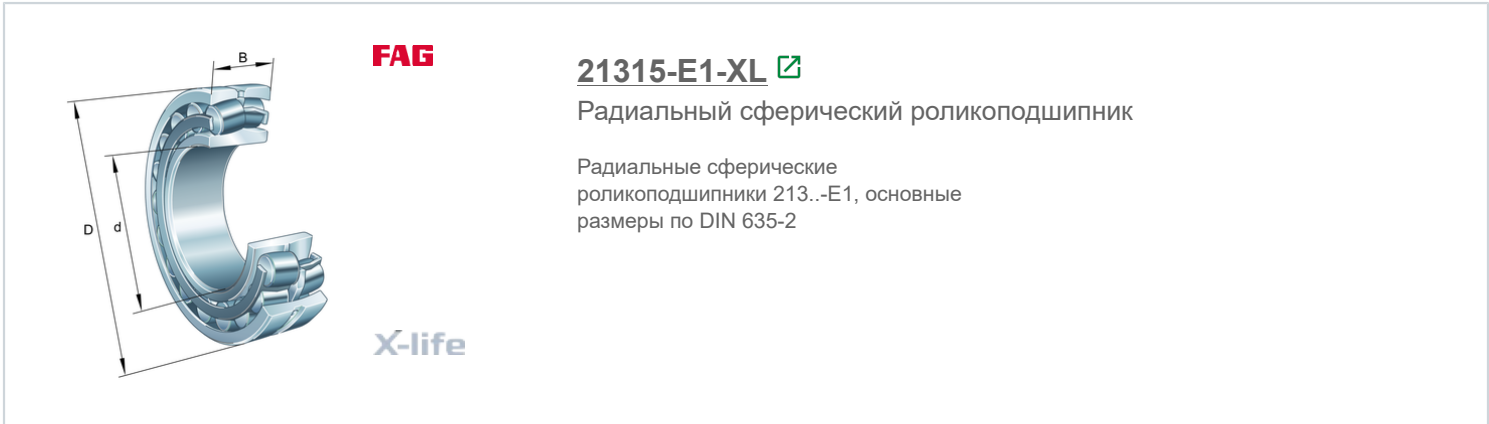 B
FAG
21315-E1-XL
Радиальный сферический роликоподшипник
Радиальные сферические
роликоподшипники 213..-E1, основные
размеры по DIN 635-2
D
d
X-life